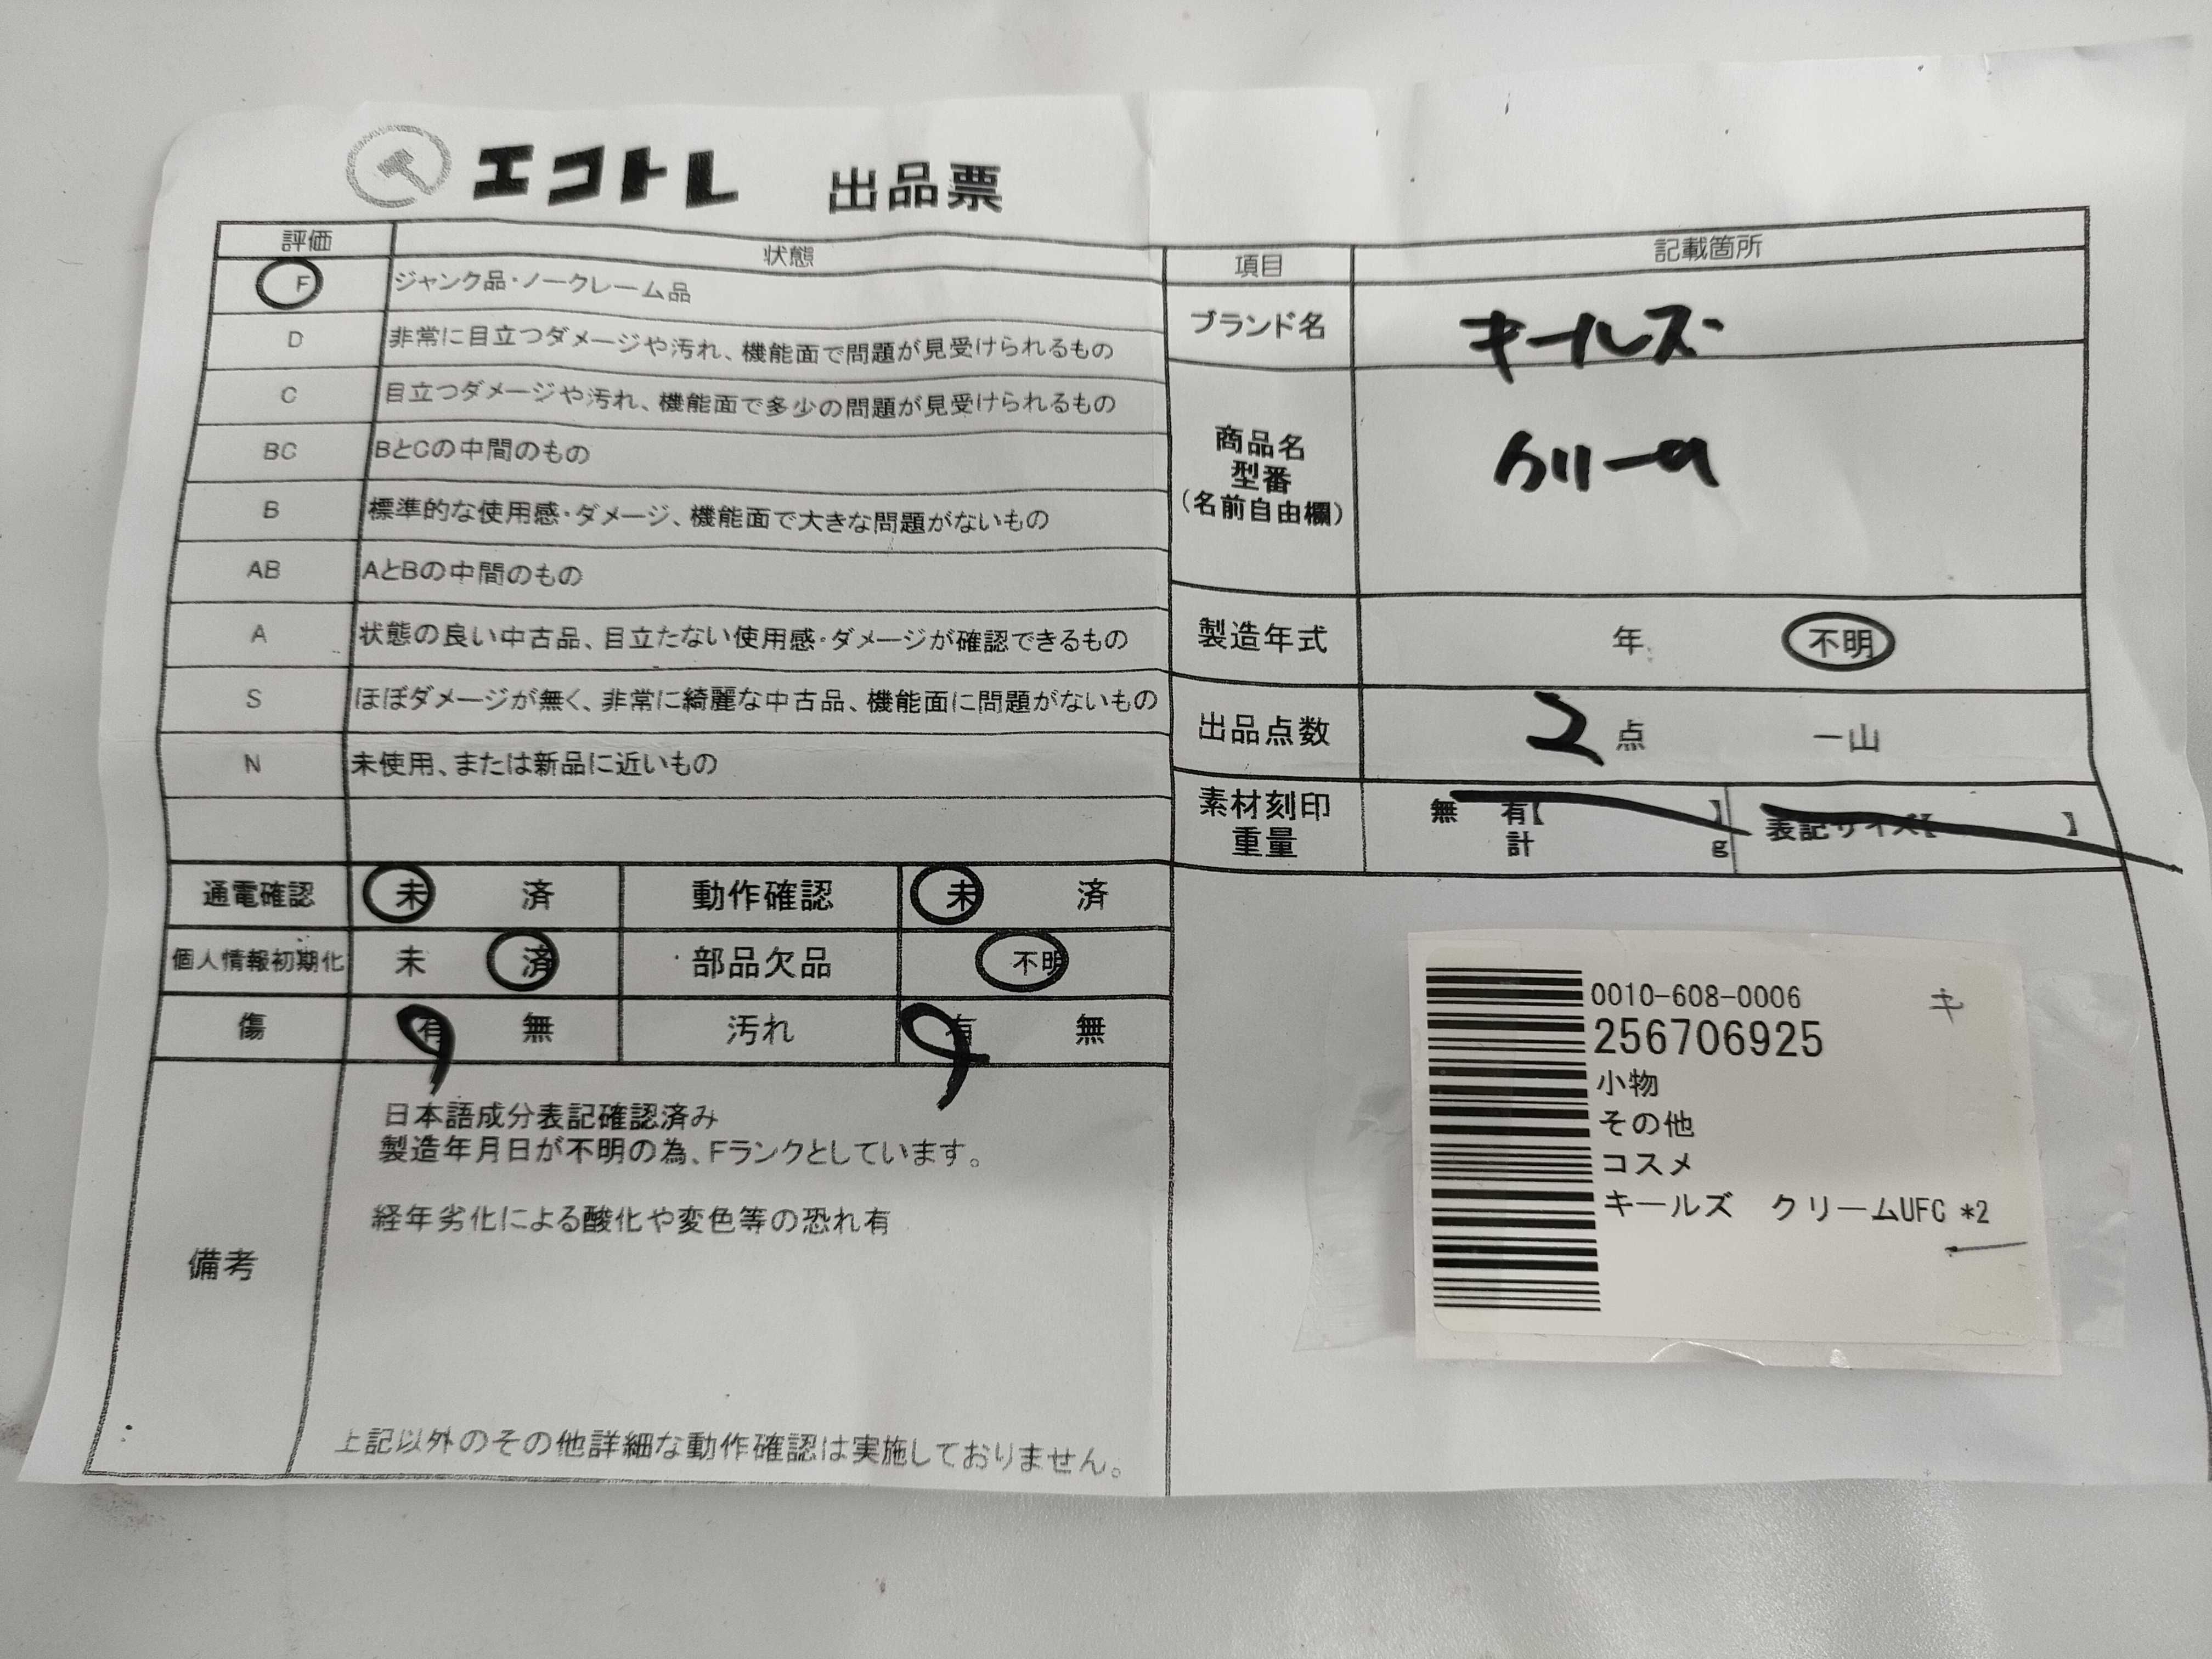 エコトレ 出品票
評価 状態
F ジャンク品・ノークレーム品
D 非常に目立つダメージや汚れ、機能面で問題が見受けられるもの
C 目立つダメージや汚れ、機能面で多少の問題が見受けられるもの
BC BとCの中間のもの
B 標準的な使用感・ダメージ、機能面で大きな問題がないもの
AB AとBの中間のもの
A 状態の良い中古品、目立たない使用感・ダメージが確認できるもの
S ほぼダメージが無く、非常に綺麗な中古品、機能面に問題がないもの
N 未使用、または新品に近いもの
通電確認 未 済 動作確認 未 済
個人情報初期化 未 済 部品欠品 不明
傷 有 無 汚れ 有 無
備考
日本語成分表記確認済み
製造年月日が不明の為、Fランクとしています。
経年劣化による酸化や変色等の恐れ有
上記以外のその他詳細な動作確認は実施しておりません。
項目 記載箇所
ブランド名 キールズ
商品名
型番
(名前自由欄)
クリーム
製造年式 年 不明
出品点数 2 点 一山
素材刻印 無 有【 】 表記サイズ【 】
重量 計 g
0010-608-0006 キ
256706925
小物
その他
コスメ
キールズ クリームUFC *2